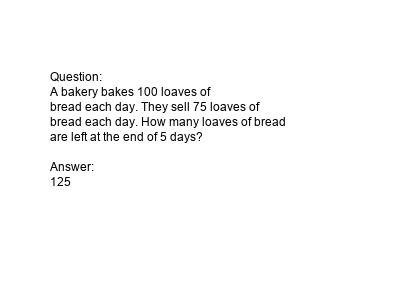 Question:
A bakery bakes 100 loaves of
bread each day. They sell 75 loaves of
bread each day. How many loaves of bread
are left at the end of 5 days?
Answer:
125